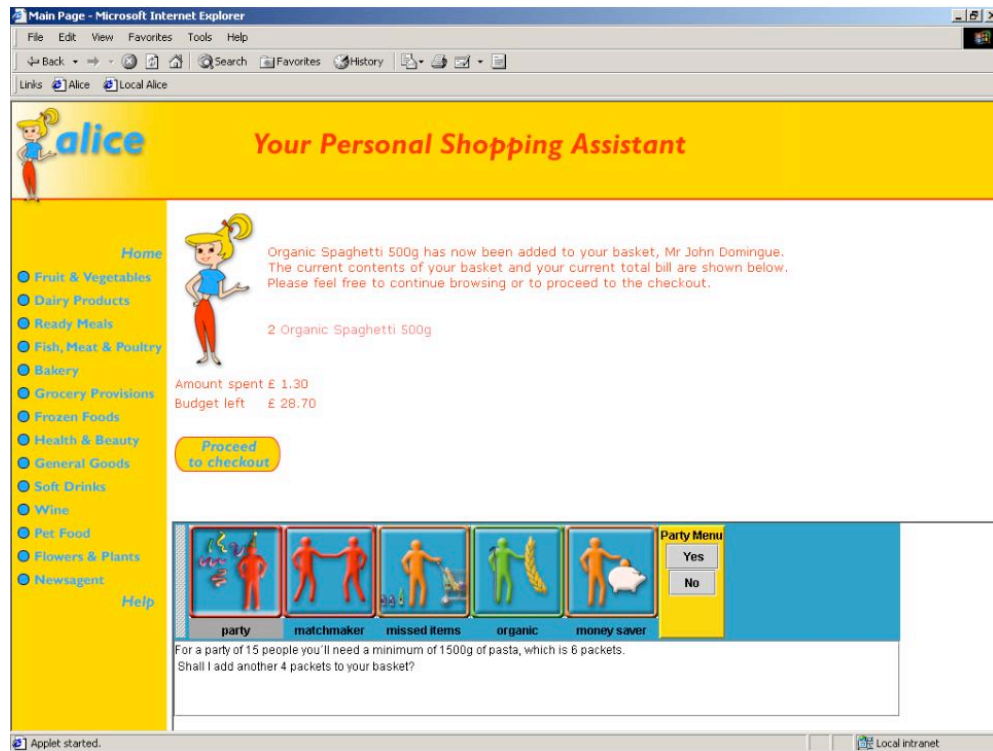 Main Page - Microsoft Internet Explorer
File Edit View Favorites Tools Help
Back Search Favorites History
Links Alice Local Alice
alice
Your Personal Shopping Assistant
Home
Fruit & Vegetables
Dairy Products
Ready Meals
Fish, Meat & Poultry
Bakery
Grocery Provisions
Frozen Foods
Health & Beauty
General Goods
Soft Drinks
Wine
Pet Food
Flowers & Plants
Newsagent
Help
Organic Spaghetti 500g has now been added to your basket, Mr John Domingue.
The current contents of your basket and your current total bill are shown below.
Please feel free to continue browsing or to proceed to the checkout.
2 Organic Spaghetti 500g
Amount spent £ 1.30
Budget left £ 28.70
Proceed
to checkout
party matchmaker missed items organic money saver
Party Menu
Yes
No
For a party of 15 people you´ll need a minimum of 1500g of pasta, which is 6 packets.
Shall I add another 4 packets to your basket?
Applet started. Local intranet